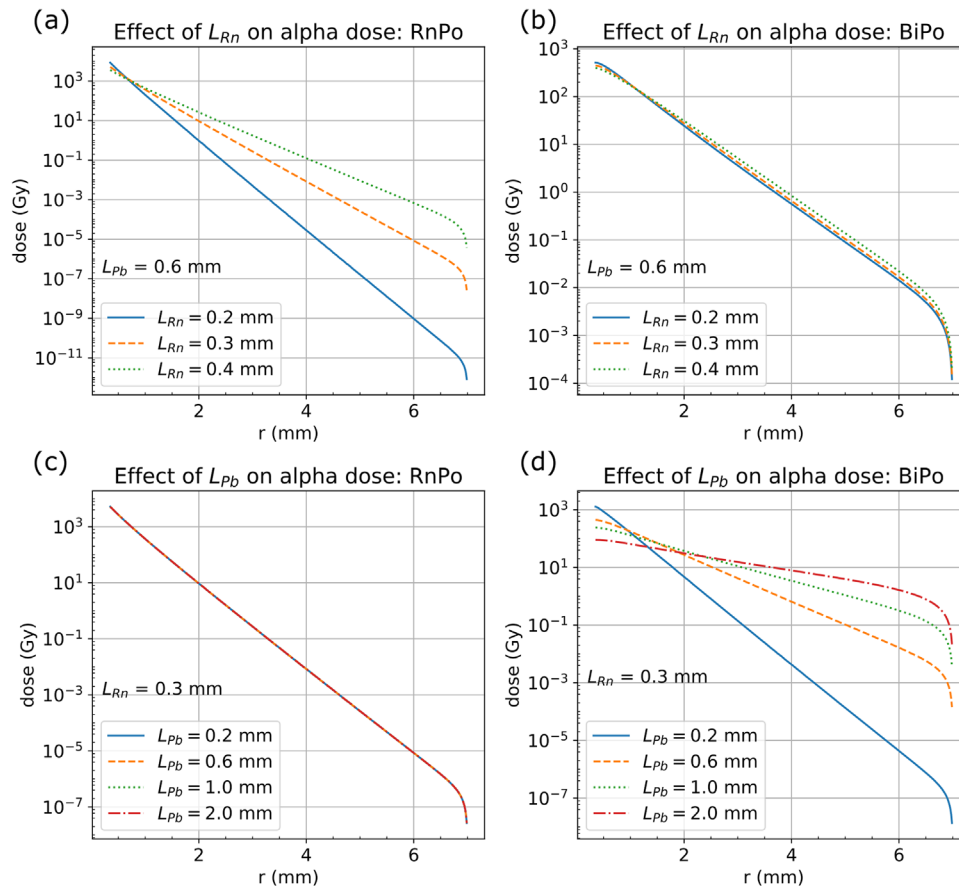 (a)
Effect of L_Rn on alpha dose: RnPo
dose (Gy)
10^3
10^1
10^-1
10^-3
10^-5
10^-7
10^-9
10^-11
L_Pb = 0.6 mm
L_Rn = 0.2 mm
L_Rn = 0.3 mm
L_Rn = 0.4 mm
2
4
6
r (mm)
(b)
Effect of L_Rn on alpha dose: BiPo
dose (Gy)
10^3
10^2
10^1
10^0
10^-1
10^-2
10^-3
10^-4
L_Pb = 0.6 mm
L_Rn = 0.2 mm
L_Rn = 0.3 mm
L_Rn = 0.4 mm
2
4
6
r (mm)
(c)
Effect of L_Pb on alpha dose: RnPo
dose (Gy)
10^3
10^1
10^-1
10^-3
10^-5
10^-7
L_Rn = 0.3 mm
L_Pb = 0.2 mm
L_Pb = 0.6 mm
L_Pb = 1.0 mm
L_Pb = 2.0 mm
2
4
6
r (mm)
(d)
Effect of L_Pb on alpha dose: BiPo
dose (Gy)
10^3
10^1
10^-1
10^-3
10^-5
10^-7
L_Rn = 0.3 mm
L_Pb = 0.2 mm
L_Pb = 0.6 mm
L_Pb = 1.0 mm
L_Pb = 2.0 mm
2
4
6
r (mm)